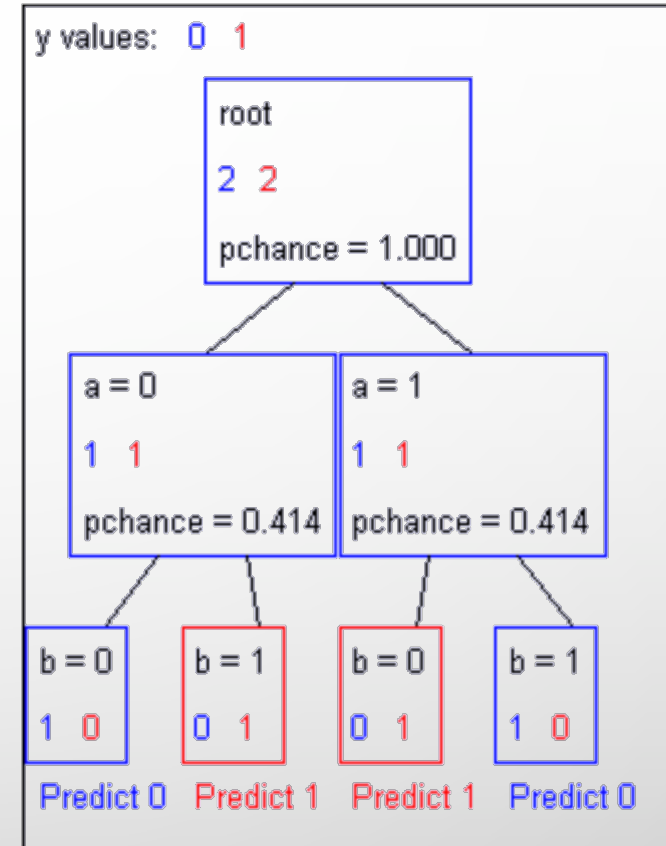 y values: 0 1
root
2 2
pchance = 1.000
a = 0
1 1
pchance = 0.414
a = 1
1 1
pchance = 0.414
b = 0
1 0
Predict 0
b = 1
0 1
Predict 1
b = 0
0 1
Predict 1
b = 1
1 0
Predict 0